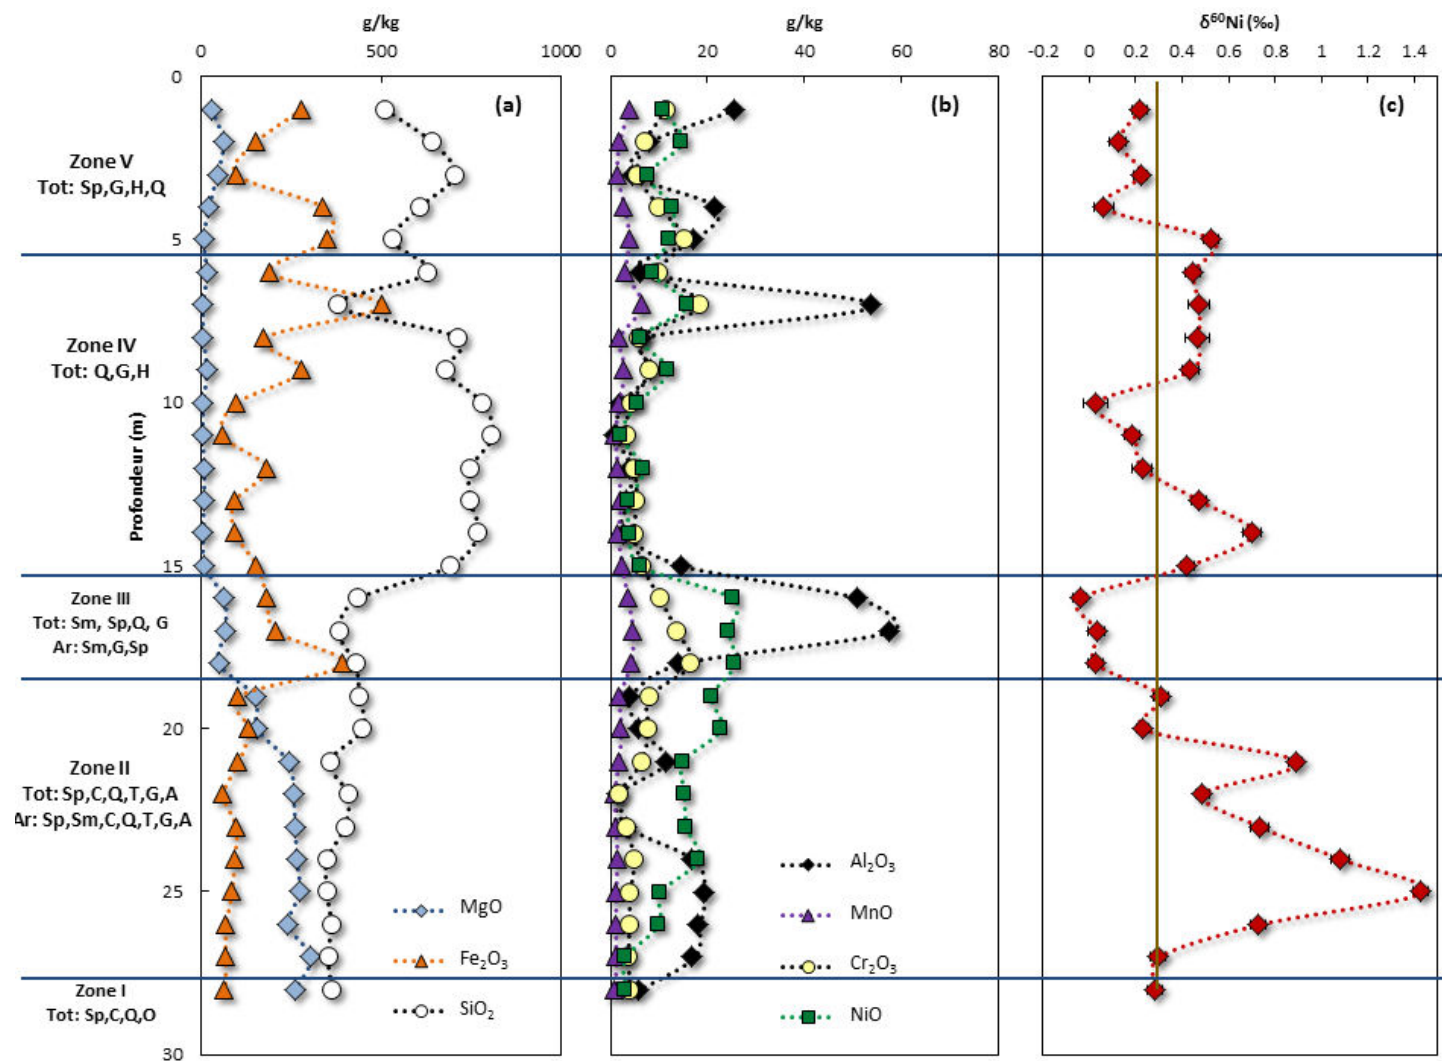 g/kg
g/kg
δ⁶⁰Ni (‰)
0 500 1000
0 20 40 60 80
-0.2 0 0.2 0.4 0.6 0.8 1 1.2 1.4
0
(a)
(b)
(c)
Zone V
Tot: Sp,G,H,Q
5
Zone IV
Tot: Q,G,H
10
Profondeur (m)
15
Zone III
Tot: Sm, Sp,Q, G
Ar: Sm,G,Sp
20
Zone II
Tot: Sp,C,Q,T,G,A
Ar: Sp,Sm,C,Q,T,G,A
25
MgO
Fe₂O₃
SiO₂
Al₂O₃
MnO
Cr₂O₃
NiO
Zone I
Tot: Sp,C,Q,O
30